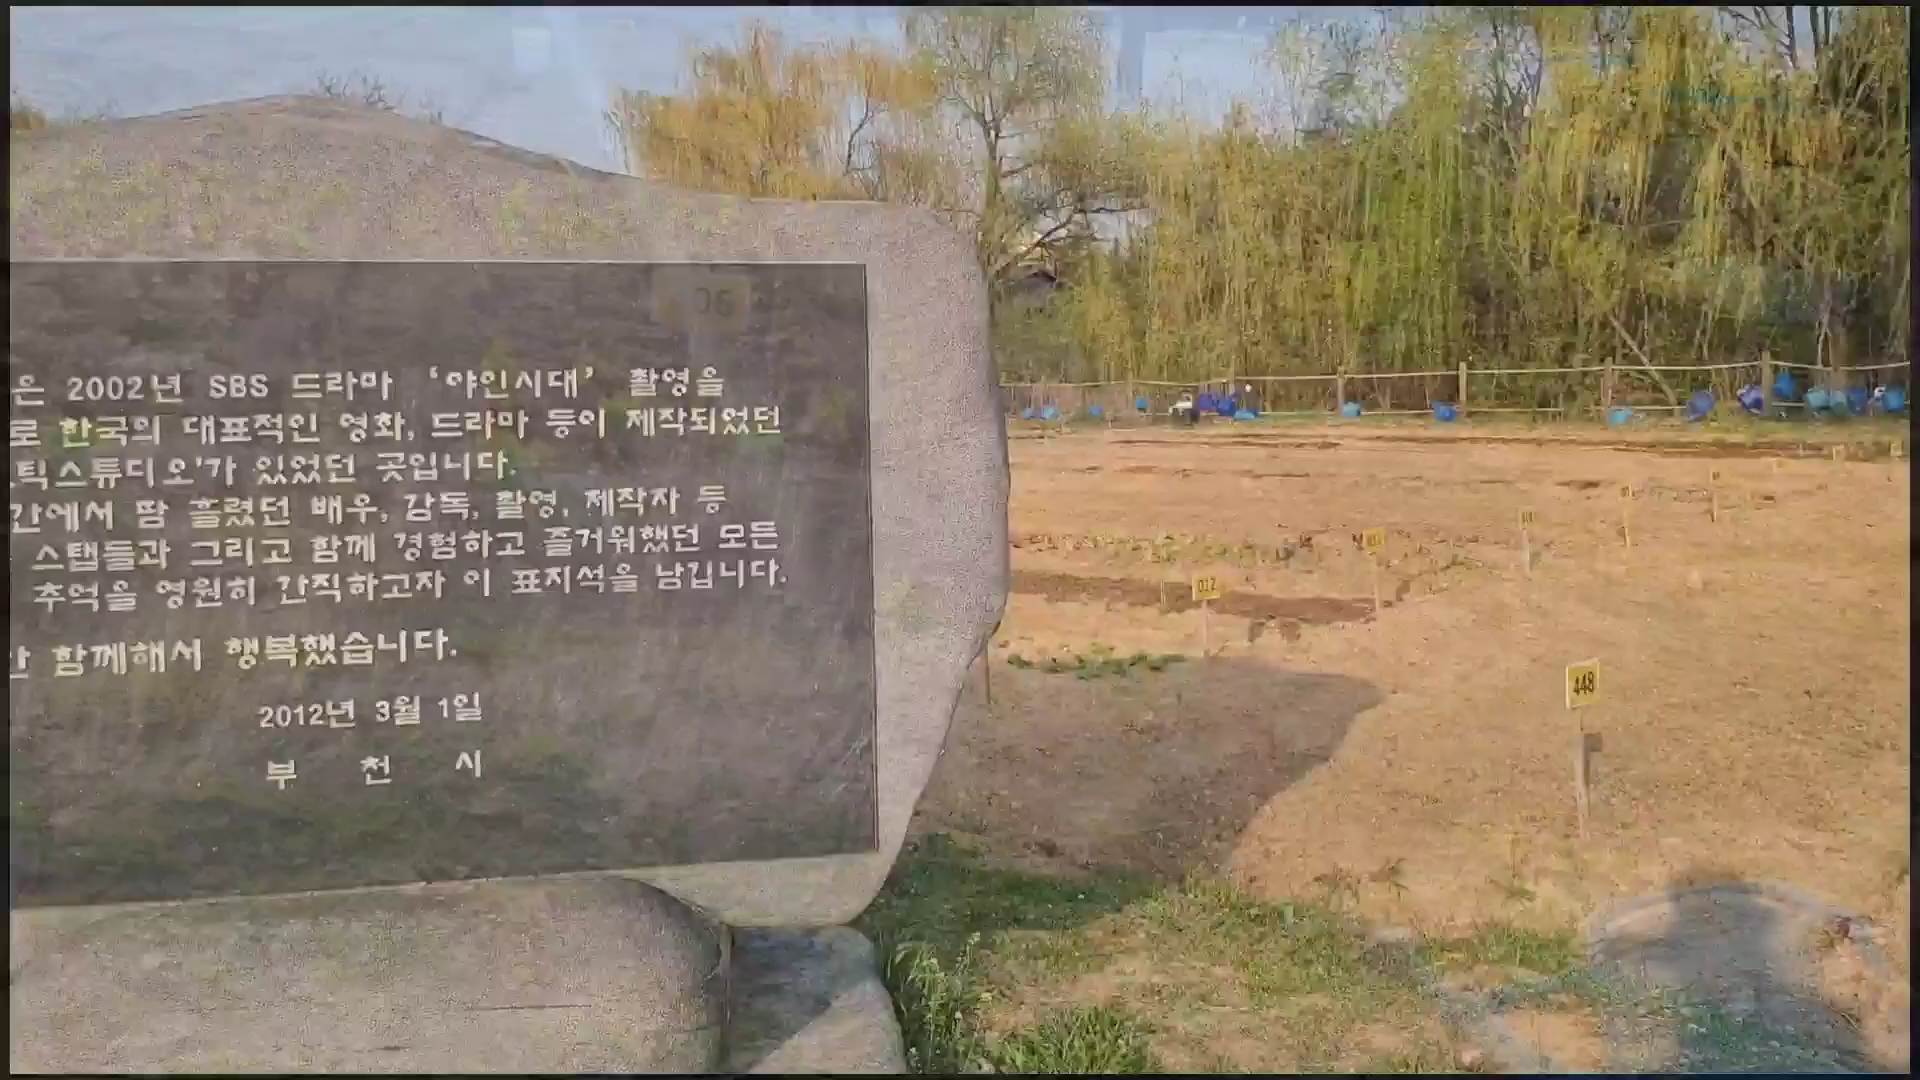 은 2002년 SBS 드라마 ‘야인시대’ 촬영을
로 한국의 대표적인 영화, 드라마 등이 제작되었던
틱스튜디오'가 있었던 곳입니다.
간에서 땀 흘렸던 배우, 감독, 촬영, 제작자 등
스탭들과 그리고 함께 경험하고 즐거워했던 모든
추억을 영원히 간직하고자 이 표지석을 남깁니다.
함께해서 행복했습니다.
2012년 3월 1일
부 천 시
06
012
448